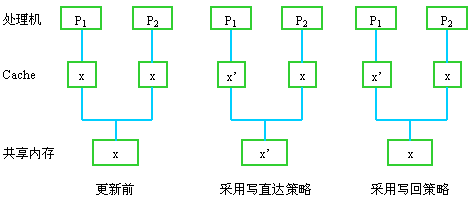 处理机 P1 P2 P1 P2 P1 P2
Cache x x x' x x' x
共享内存 x x' x
更新前 采用写直达策略 采用写回策略